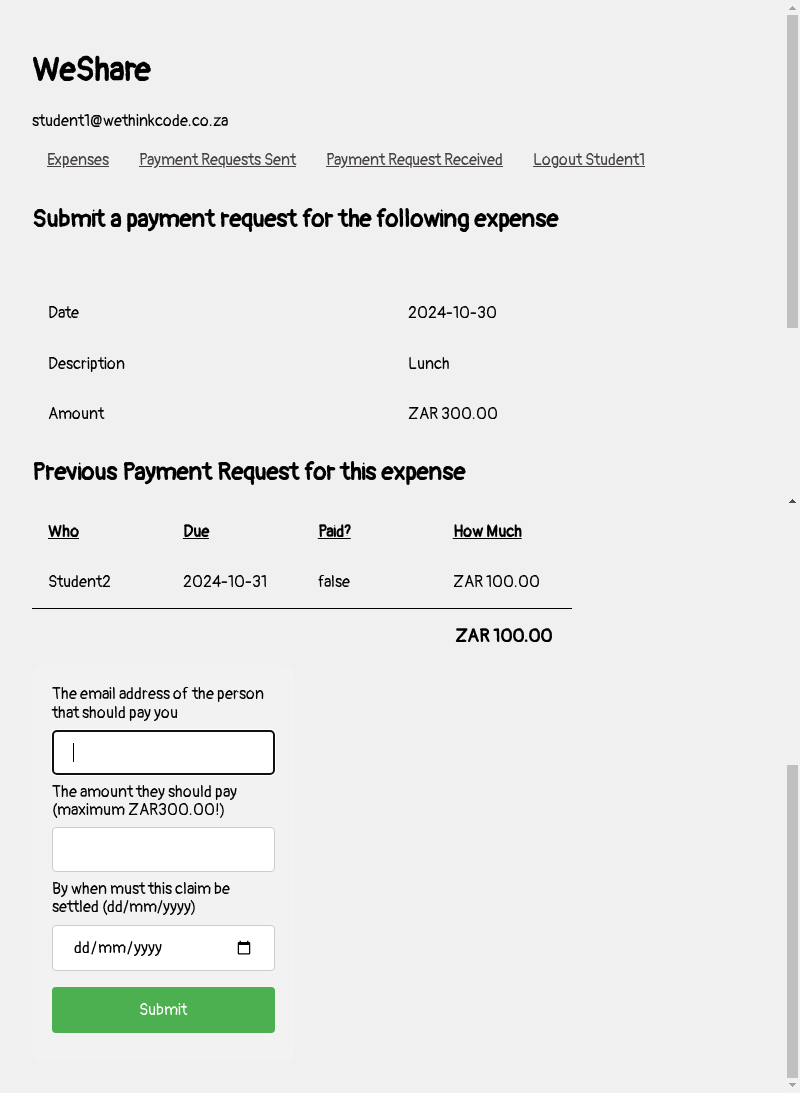 WeShare
student1@wethinkcode.co.za
Expenses Payment Requests Sent Payment Request Received Logout Student1
Submit a payment request for the following expense
Date 2024-10-30
Description Lunch
Amount ZAR 300.00
Previous Payment Request for this expense
Who Due Paid? How Much
Student2 2024-10-31 false ZAR 100.00
ZAR 100.00
The email address of the person
that should pay you
The amount they should pay
(maximum ZAR300.00!)
By when must this claim be
settled (dd/mm/yyyy)
dd/mm/yyyy
Submit